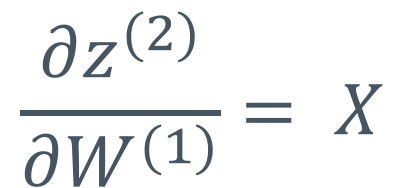 ∂z⁽²⁾ / ∂W⁽¹⁾ = X